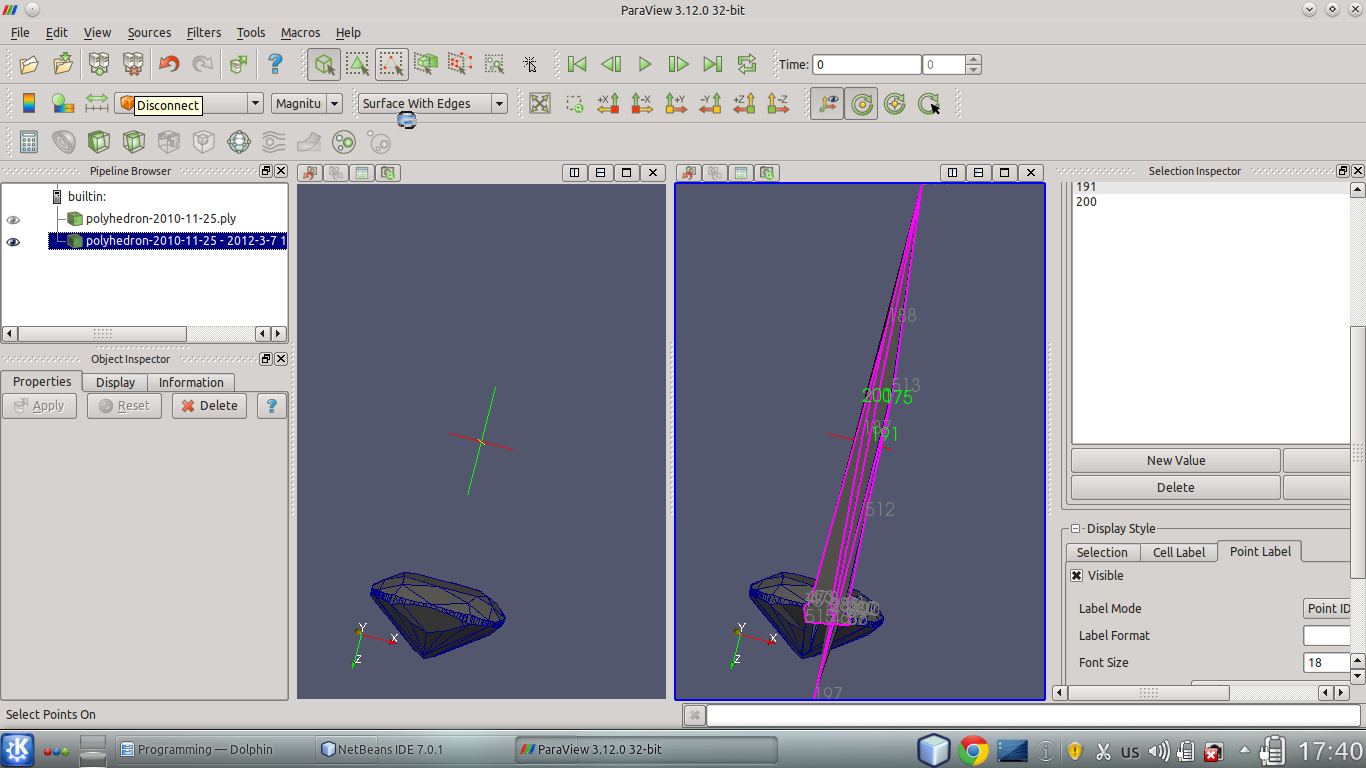 ParaView 3.12.0 32-bit
File Edit View Sources Filters Tools Macros Help
Time: 0 0
Disconnect Magnitu Surface With Edges +X -X +Y -Y +Z -Z
Pipeline Browser
builtin:
polyhedron-2010-11-25.ply
polyhedron-2010-11-25 - 2012-3-7 1
Object Inspector
Properties Display Information
Apply Reset Delete ?
Y
X
Z
88
513
200 175
191
512
515
197
Y
X
Z
Selection Inspector
191
200
New Value
Delete
Display Style
Selection Cell Label Point Label
Visible
Label Mode Point ID
Label Format
Font Size 18
Select Points On
Programming — Dolphin NetBeans IDE 7.0.1 ParaView 3.12.0 32-bit us 17:40